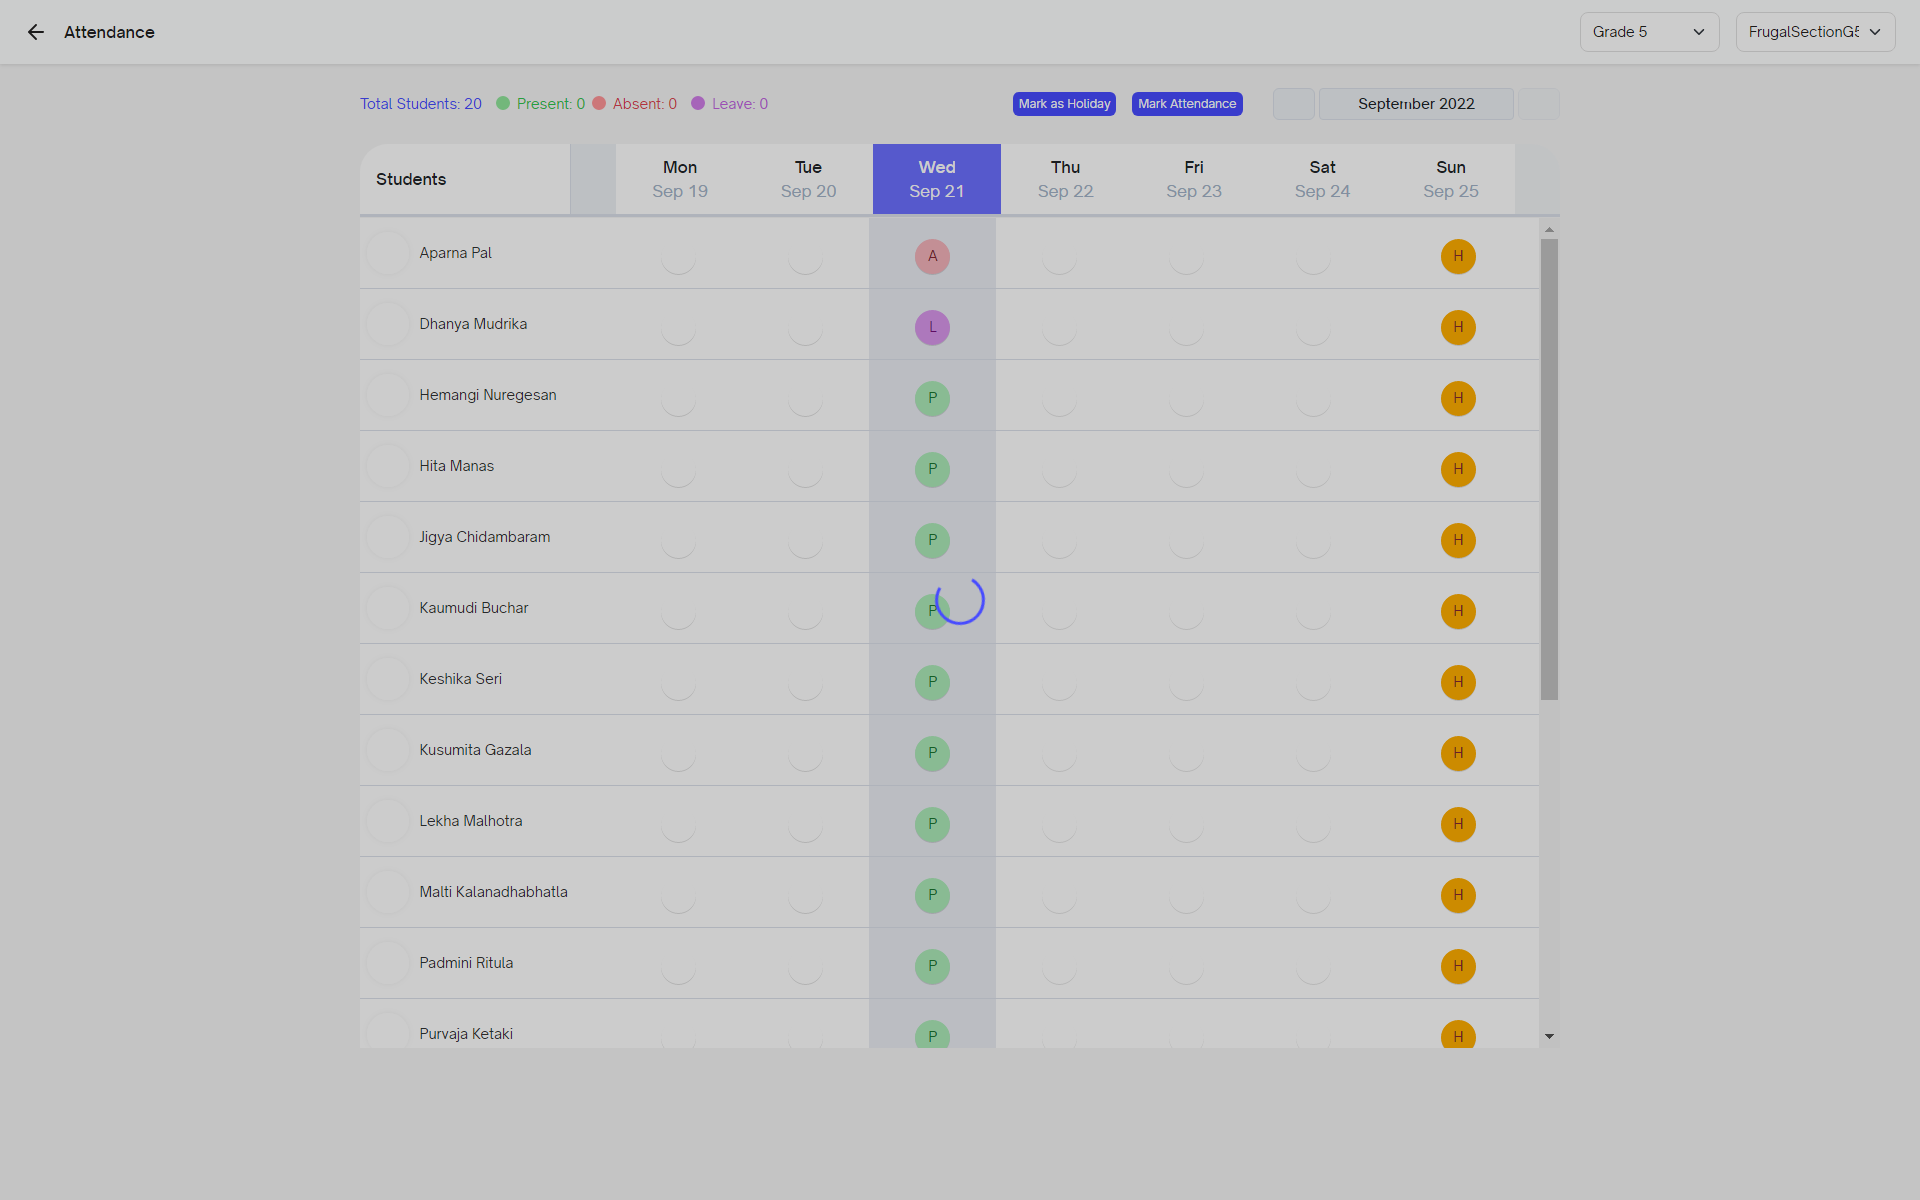 Attendance
Grade 5
FrugalSectionG5
Total Students: 20 Present: 0 Absent: 0 Leave: 0
Mark as Holiday
Mark Attendance
September 2022
Students Mon Tue Wed Thu Fri Sat Sun
Sep 19 Sep 20 Sep 21 Sep 22 Sep 23 Sep 24 Sep 25
Aparna Pal A H
Dhanya Mudrika L H
Hemangi Nuregesan P H
Hita Manas P H
Jigya Chidambaram P H
Kaumudi Buchar P H
Keshika Seri P H
Kusumita Gazala P H
Lekha Malhotra P H
Malti Kalanadhabhatla P H
Padmini Ritula P H
Purvaja Ketaki P H